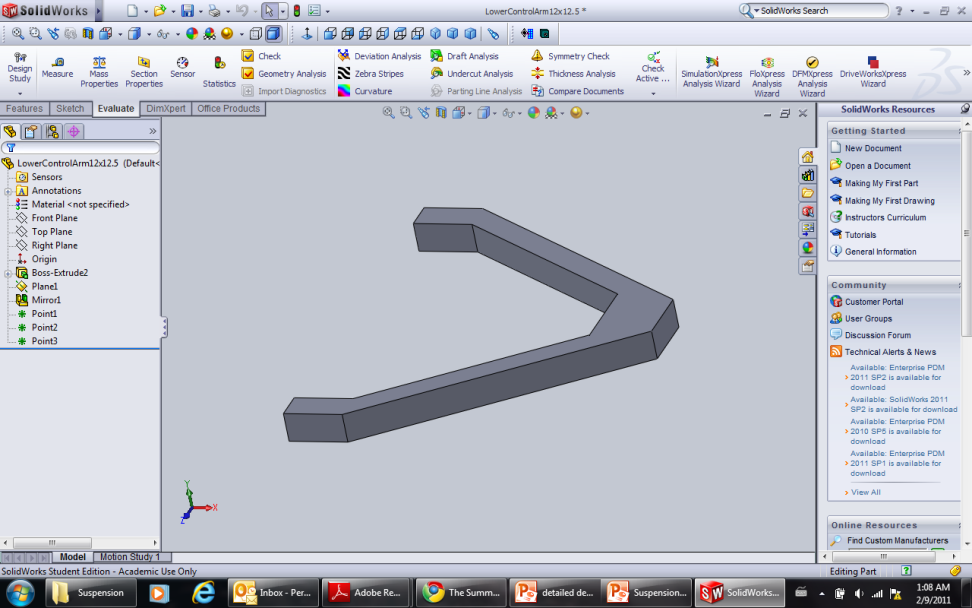 SolidWorks
LowerControlArm12x12.5 *
SolidWorks Search
Design Study
Measure
Mass Properties
Section Properties
Sensor
Statistics
Check
Geometry Analysis
Import Diagnostics
Deviation Analysis
Zebra Stripes
Curvature
Draft Analysis
Undercut Analysis
Parting Line Analysis
Symmetry Check
Thickness Analysis
Compare Documents
Check Active ...
SimulationXpress Analysis Wizard
FloXpress Analysis Wizard
DFMXpress Analysis Wizard
DriveWorksXpress Wizard
Features
Sketch
Evaluate
DimXpert
Office Products
LowerControlArm12x12.5 (Default<
Sensors
Annotations
Material <not specified>
Front Plane
Top Plane
Right Plane
Origin
Boss-Extrude2
Plane1
Mirror1
Point1
Point2
Point3
Y
X
Z
SolidWorks Resources
Getting Started
New Document
Open a Document
Making My First Part
Making My First Drawing
Instructors Curriculum
Tutorials
General Information
Community
Customer Portal
User Groups
Discussion Forum
Technical Alerts & News
Available: Enterprise PDM
2011 SP2 is available for
download
Available: SolidWorks 2011
SP2 is available for download
Available: Enterprise PDM
2010 SP5 is available for
download
Available: Enterprise PDM
2011 SP1 is available for
download
View All
Online Resources
Find Custom Manufacturers
Model
Motion Study 1
SolidWorks Student Edition - Academic Use Only
Editing Part
Suspension
Inbox - Per...
Adobe Re...
The Summ...
detailed de...
Suspension...
SolidWorks...
1:08 AM
2/9/2011